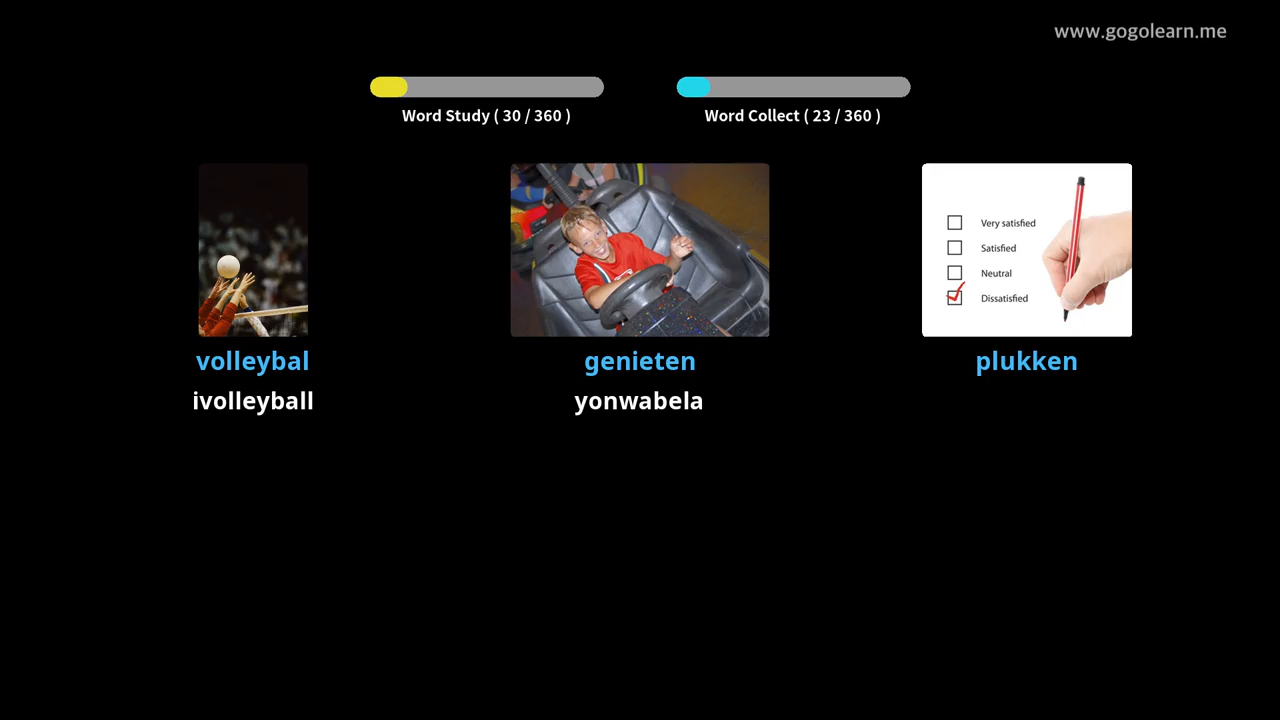 www.gogolearn.me
Word Study ( 30 / 360 )
Word Collect ( 23 / 360 )
Very satisfied
Satisfied
Neutral
Dissatisfied
volleybal
genieten
plukken
ivolleyball
yonwabela